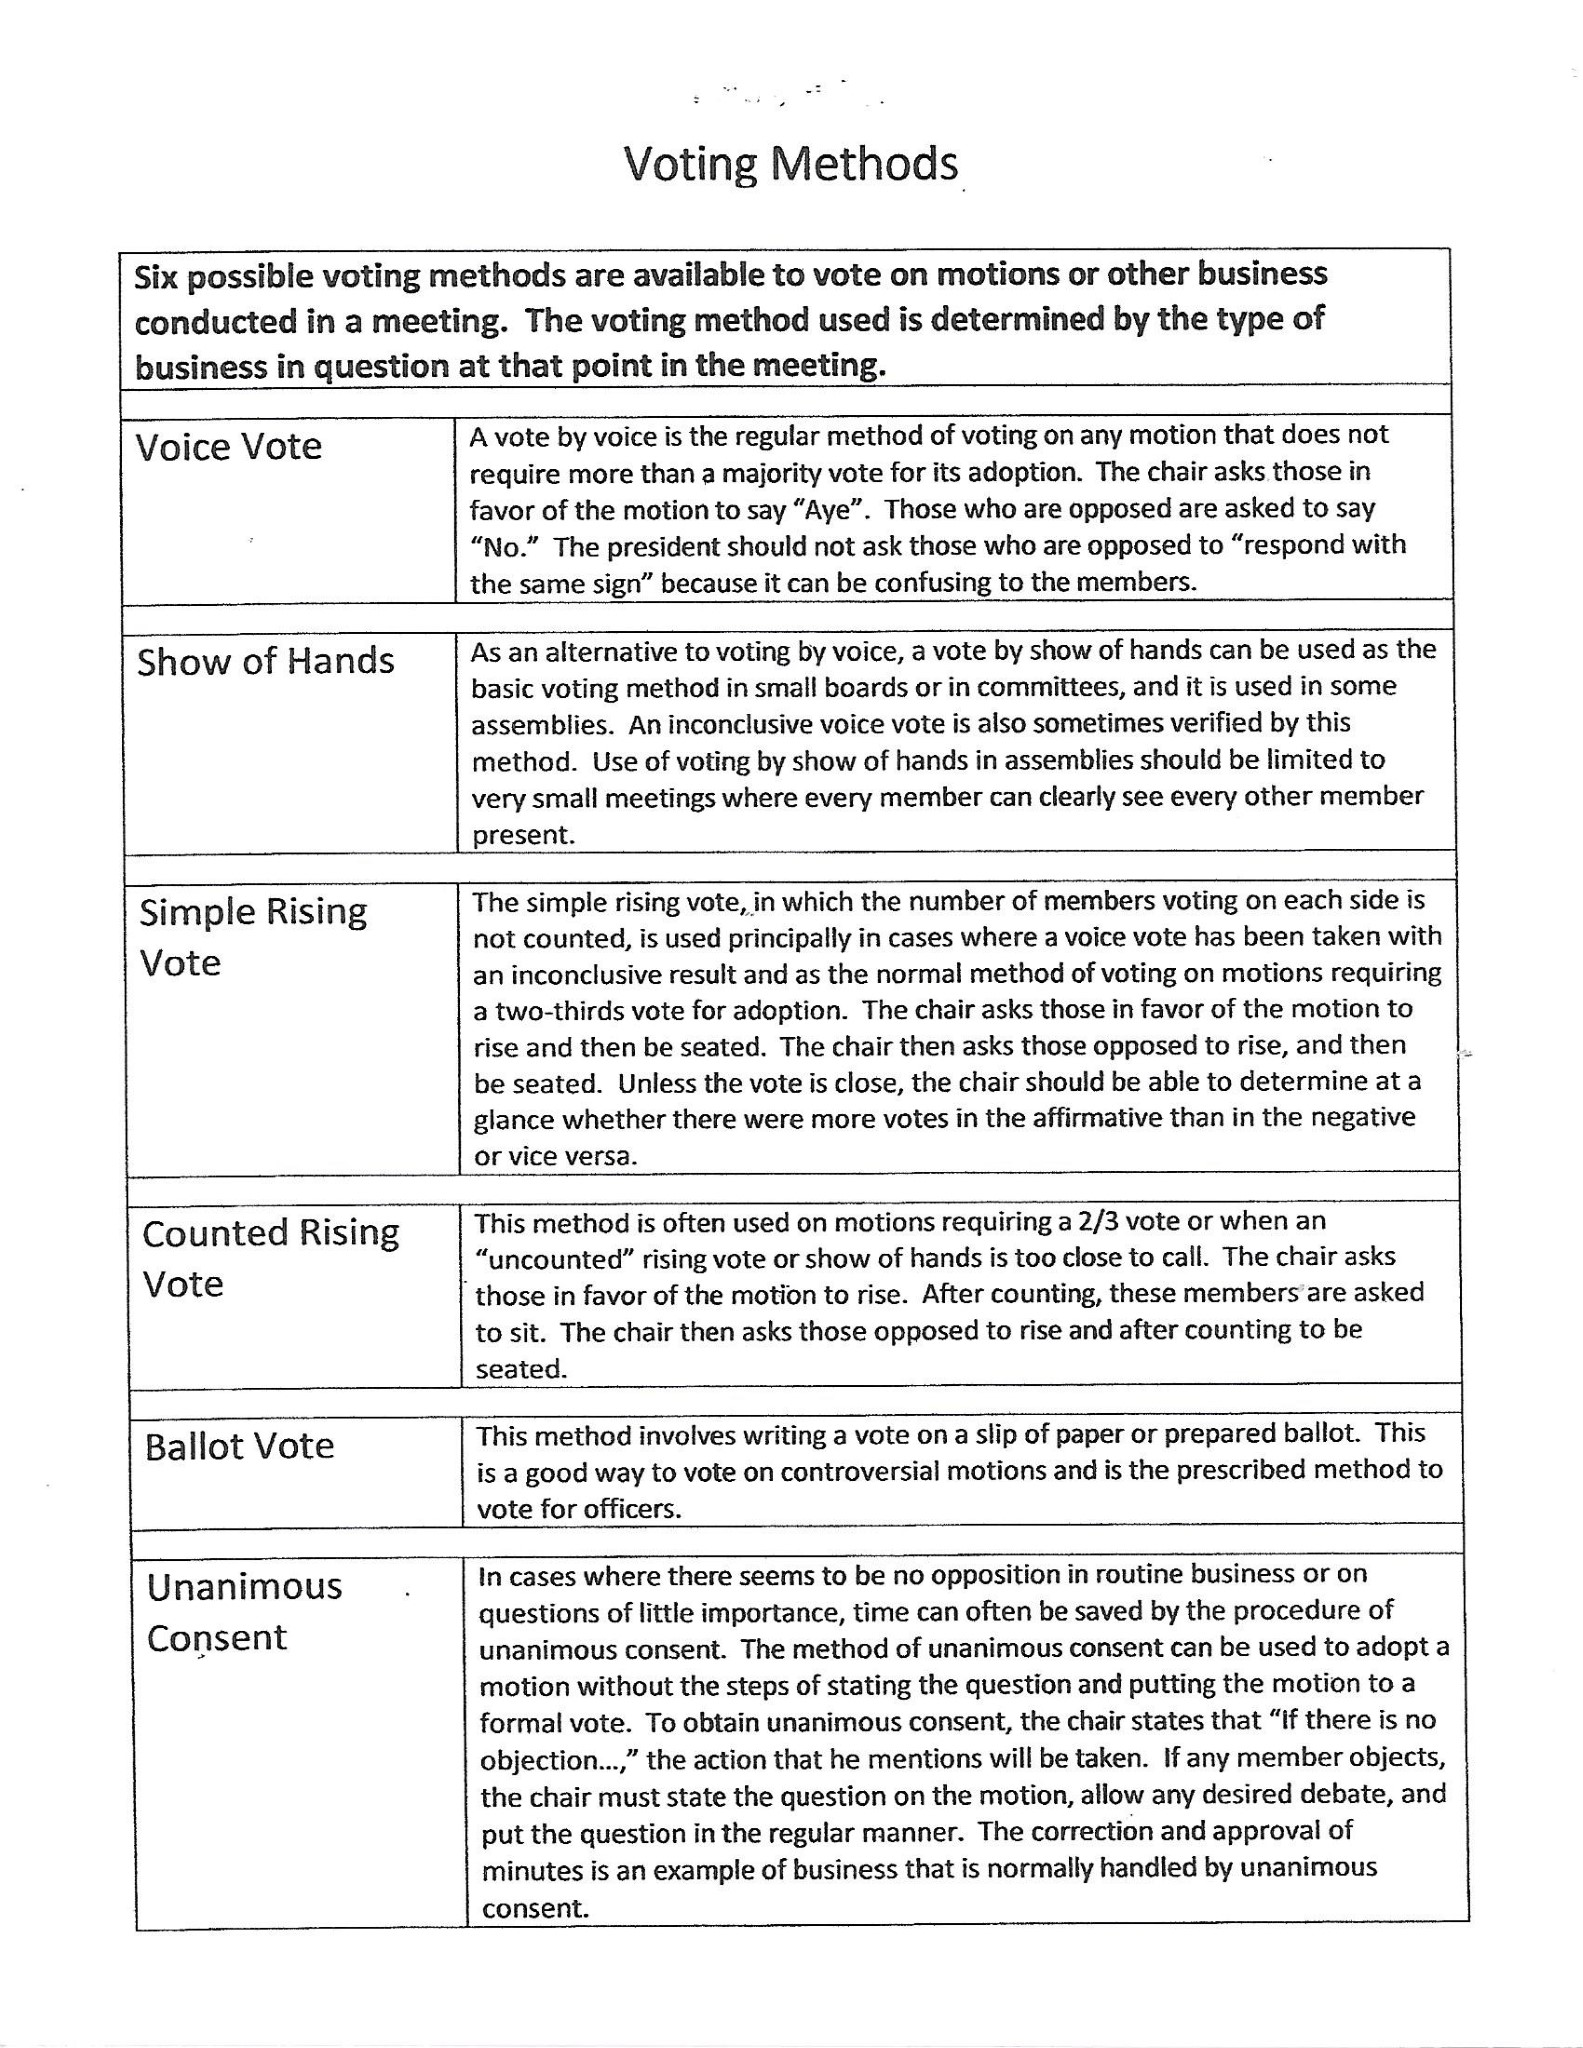 Voting Methods
Six possible voting methods are available to vote on motions or other business
conducted in a meeting. The voting method used is determined by the type of
business in question at that point in the meeting.
Voice Vote
A vote by voice is the regular method of voting on any motion that does not
require more than a majority vote for its adoption. The chair asks those in
favor of the motion to say “Aye”. Those who are opposed are asked to say
“No.” The president should not ask those who are opposed to “respond with
the same sign” because it can be confusing to the members.
Show of Hands
As an alternative to voting by voice, a vote by show of hands can be used as the
basic voting method in small boards or in committees, and it is used in some
assemblies. An inconclusive voice vote is also sometimes verified by this
method. Use of voting by show of hands in assemblies should be limited to
very small meetings where every member can clearly see every other member
present.
Simple Rising
Vote
The simple rising vote, in which the number of members voting on each side is
not counted, is used principally in cases where a voice vote has been taken with
an inconclusive result and as the normal method of voting on motions requiring
a two-thirds vote for adoption. The chair asks those in favor of the motion to
rise and then be seated. The chair then asks those opposed to rise, and then
be seated. Unless the vote is close, the chair should be able to determine at a
glance whether there were more votes in the affirmative than in the negative
or vice versa.
Counted Rising
Vote
This method is often used on motions requiring a 2/3 vote or when an
“uncounted” rising vote or show of hands is too close to call. The chair asks
those in favor of the motion to rise. After counting, these members are asked
to sit. The chair then asks those opposed to rise and after counting to be
seated.
Ballot Vote
This method involves writing a vote on a slip of paper or prepared ballot. This
is a good way to vote on controversial motions and is the prescribed method to
vote for officers.
Unanimous
Consent
In cases where there seems to be no opposition in routine business or on
questions of little importance, time can often be saved by the procedure of
unanimous consent. The method of unanimous consent can be used to adopt a
motion without the steps of stating the question and putting the motion to a
formal vote. To obtain unanimous consent, the chair states that “If there is no
objection...,” the action that he mentions will be taken. If any member objects,
the chair must state the question on the motion, allow any desired debate, and
put the question in the regular manner. The correction and approval of
minutes is an example of business that is normally handled by unanimous
consent.